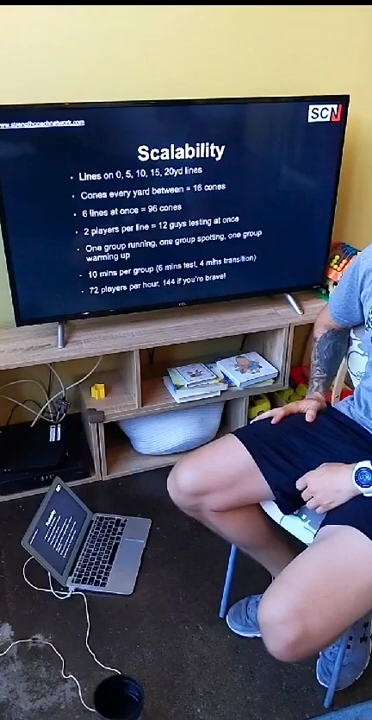 www.strengthcoachnetwork.com
SCN
Scalability
• Lines on 0, 5, 10, 15, 20yd lines
• Cones every yard between = 16 cones
• 6 lines at once = 96 cones
• 2 players per line = 12 guys testing at once
• One group running, one group spotting, one group
warming up
• 10 mins per group (6 mins test, 4 mins transition)
• 72 players per hour, 144 if you're brave!
TCL